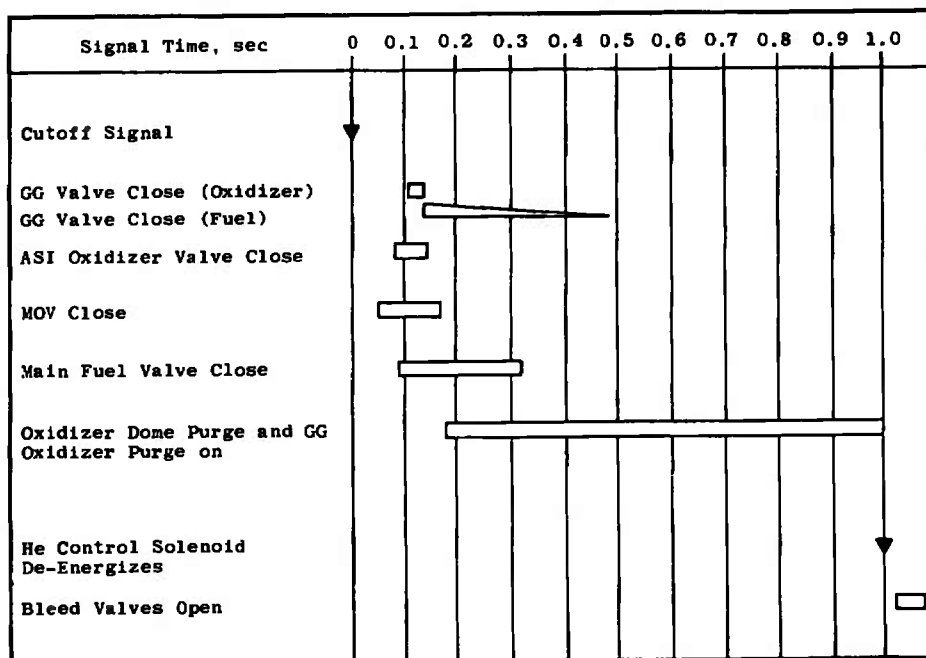 Signal Time, sec 0 0.1 0.2 0.3 0.4 0.5 0.6 0.7 0.8 0.9 1.0
Cutoff Signal
GG Valve Close (Oxidizer)
GG Valve Close (Fuel)
ASI Oxidizer Valve Close
MOV Close
Main Fuel Valve Close
Oxidizer Dome Purge and GG
Oxidizer Purge on
He Control Solenoid
De-Energizes
Bleed Valves Open